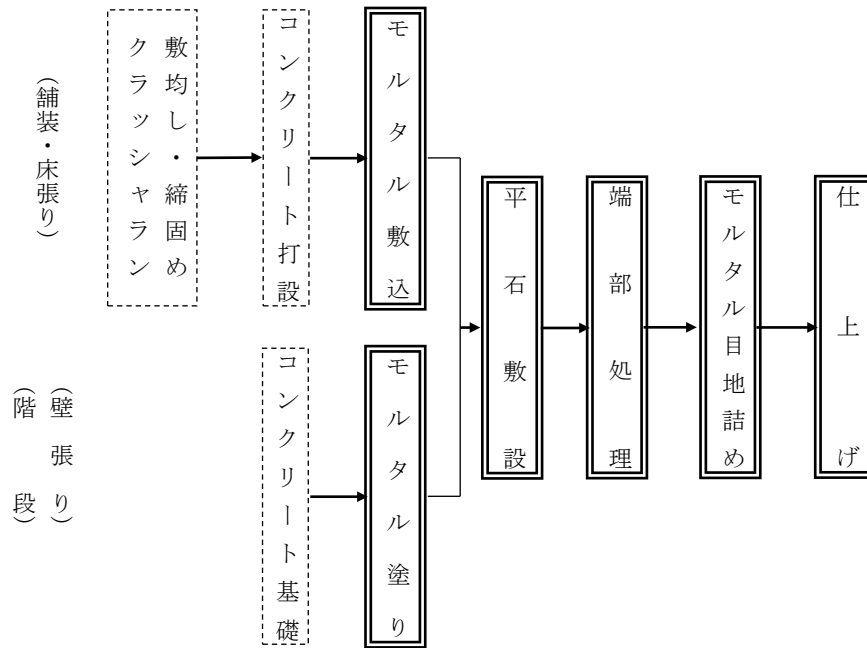 (舗装・床張り)
クラッシャラン
敷均し・締固め
コンクリート打設
モルタル敷込
(壁張り)
(階段)
コンクリート基礎
モルタル塗り
平石敷設
端部処理
モルタル目地詰め
仕上げ